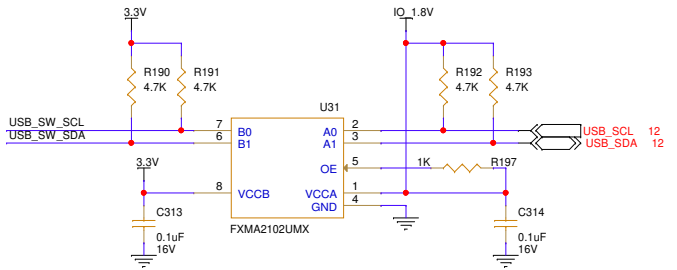 3.3V
IO_1.8V
R190
4.7K
R191
4.7K
R192
4.7K
R193
4.7K
U31
USB_SW_SCL
7
B0
A0
2
USB_SCL 12
USB_SW_SDA
6
B1
A1
3
USB_SDA 12
3.3V
OE
5
1K
R197
8
VCCB
VCCA
1
GND
4
C313
0.1uF
16V
FXMA2102UMX
C314
0.1uF
16V